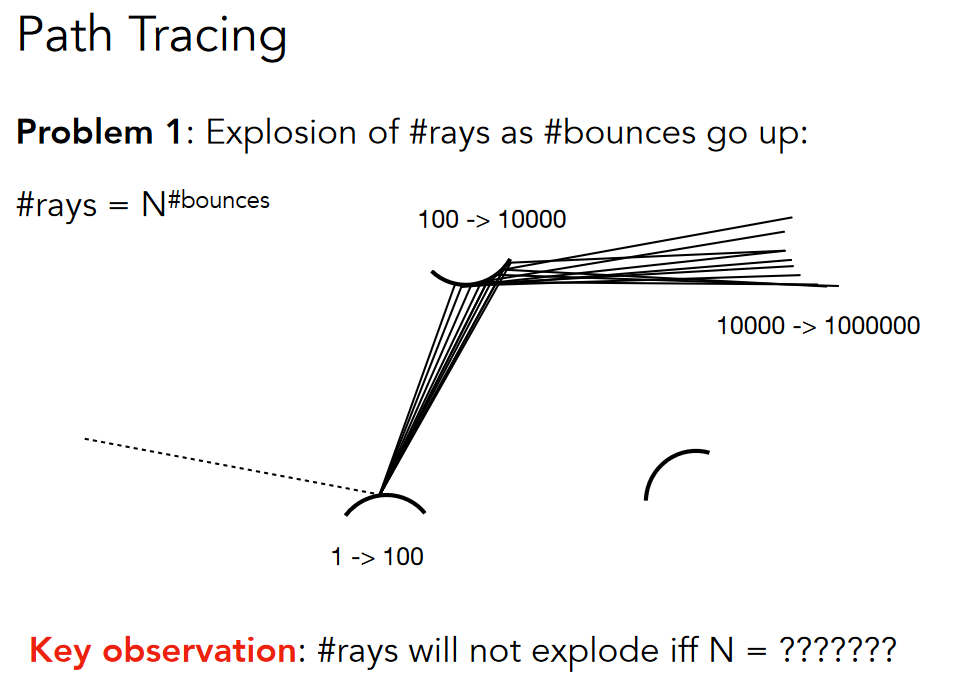 Path Tracing
Problem 1: Explosion of #rays as #bounces go up:
#rays = N#bounces
100 -> 10000
10000 -> 1000000
1 -> 100
Key observation: #rays will not explode iff N = ???????